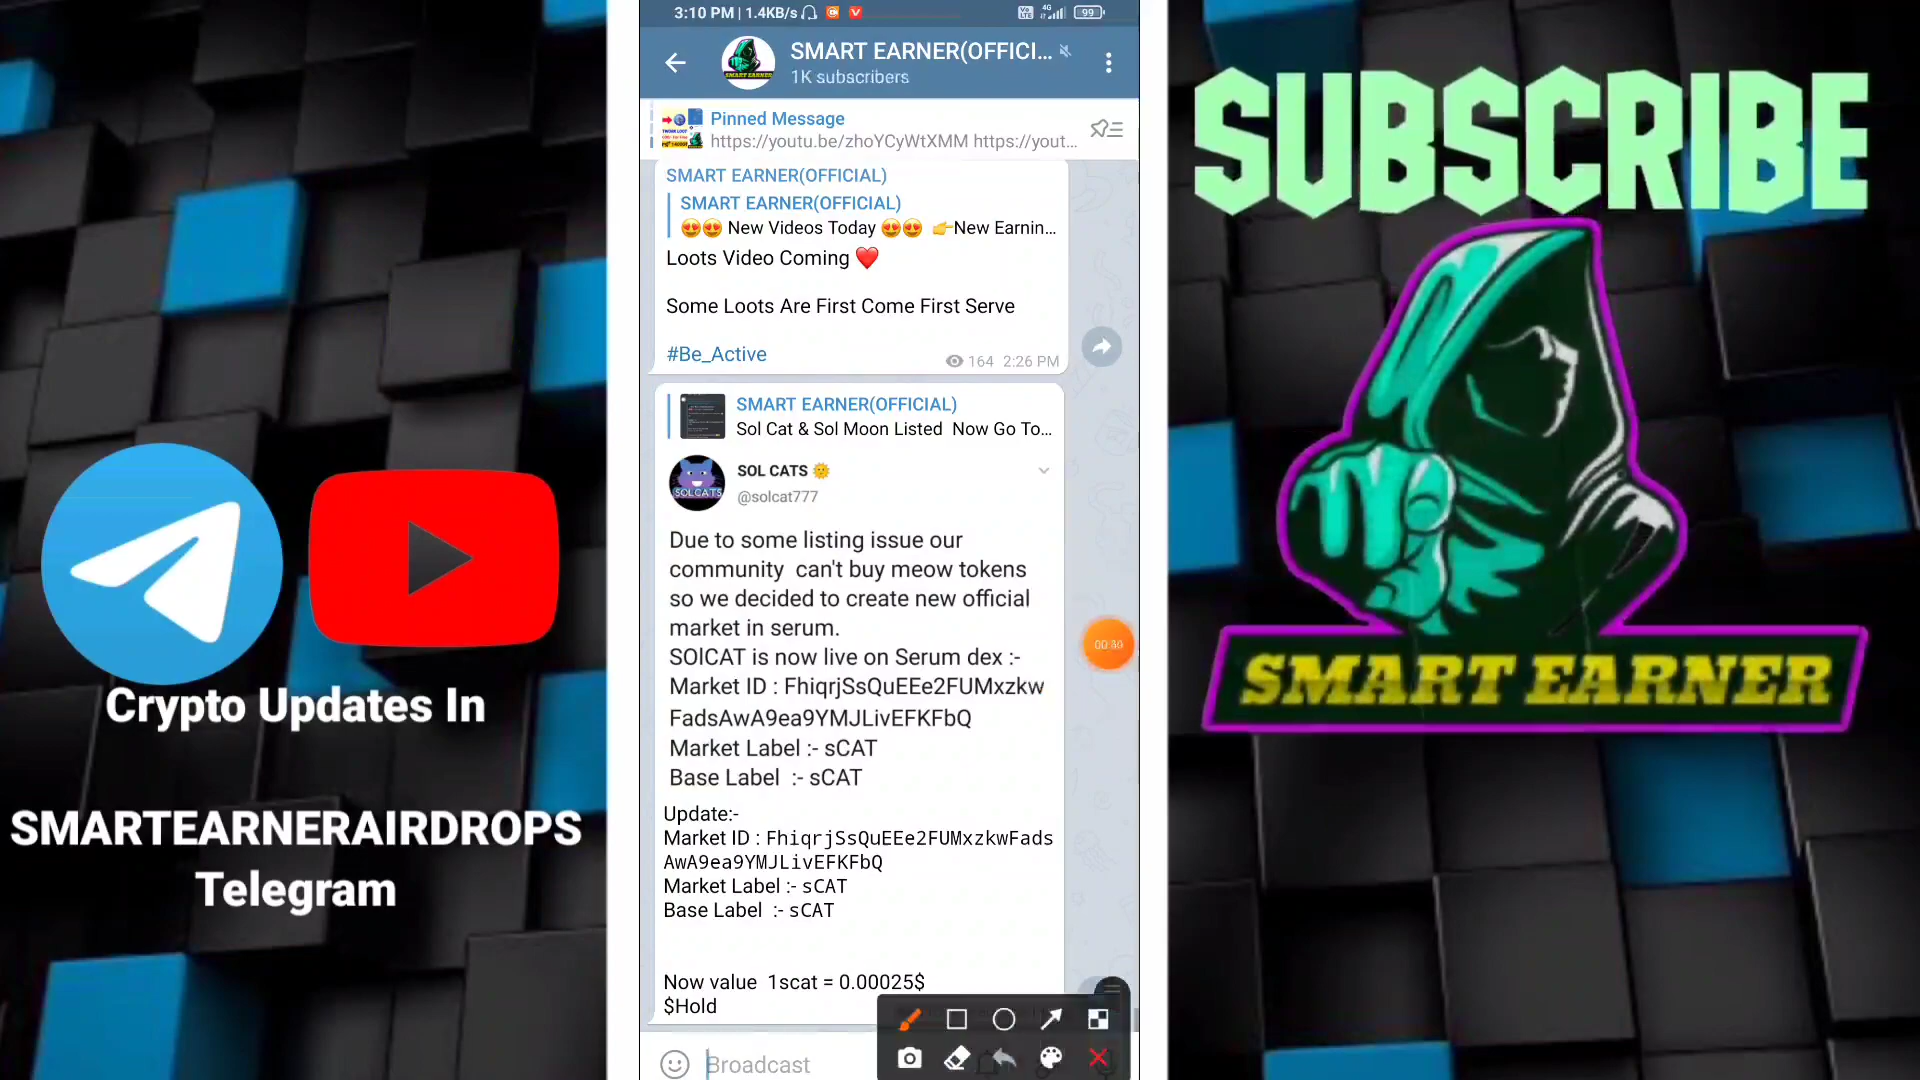 3:10 PM | 1.4KB/s
4G
99
SMART EARNER(OFFICI...
1K subscribers
Pinned Message
https://youtu.be/zhoYCyWtXMM https://yout...
SMART EARNER(OFFICIAL)
SMART EARNER(OFFICIAL)
😍😍 New Videos Today 😍😍 👉New Earnin...
Loots Video Coming ❤️
Some Loots Are First Come First Serve
#Be_Active
164 2:26 PM
SMART EARNER(OFFICIAL)
Sol Cat & Sol Moon Listed Now Go To...
SOL CATS 🌞
@solcat777
SOLCATS
Due to some listing issue our
community can't buy meow tokens
so we decided to create new official
market in serum.
SOlCAT is now live on Serum dex :-
Market ID : FhiqrjSsQuEEe2FUMxzkw
FadsAwA9ea9YMJLivEFKFbQ
Market Label :- sCAT
Base Label :- sCAT
Update:-
Market ID : FhiqrjSsQuEEe2FUMxzkwFads
AwA9ea9YMJLivEFKFbQ
Market Label :- sCAT
Base Label :- sCAT
Now value 1scat = 0.00025$
$Hold
Broadcast
Crypto Updates In
SMARTEARNERAIRDROPS
Telegram
SUBSCRIBE
SMART EARNER